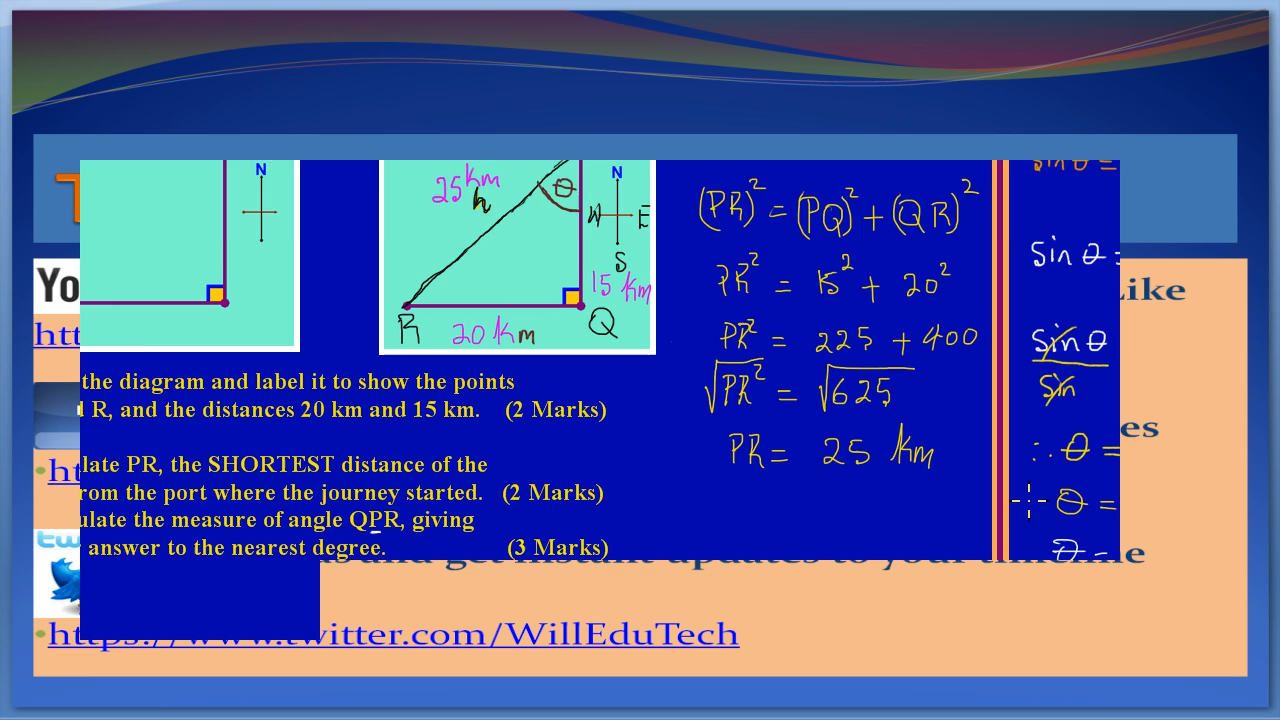 T
Yo
Like
htt
N
25 km
h
θ
N
W
E
S
15 km
R
20 km
Q
(PR)² = (PQ)² + (QR)²
PR² = 15² + 20²
PR² = 225 + 400
√PR² = √625
PR = 25 km
sin θ =
sin θ =
sin θ
sin
∴ θ =
θ =
θ =
the diagram and label it to show the points
R, and the distances 20 km and 15 km. (2 Marks)
late PR, the SHORTEST distance of the
rom the port where the journey started. (2 Marks)
ulate the measure of angle QPR, giving
answer to the nearest degree. (3 Marks)
es
•ht
tw
and get instant updates to your timeline
•https://www.twitter.com/WillEduTech